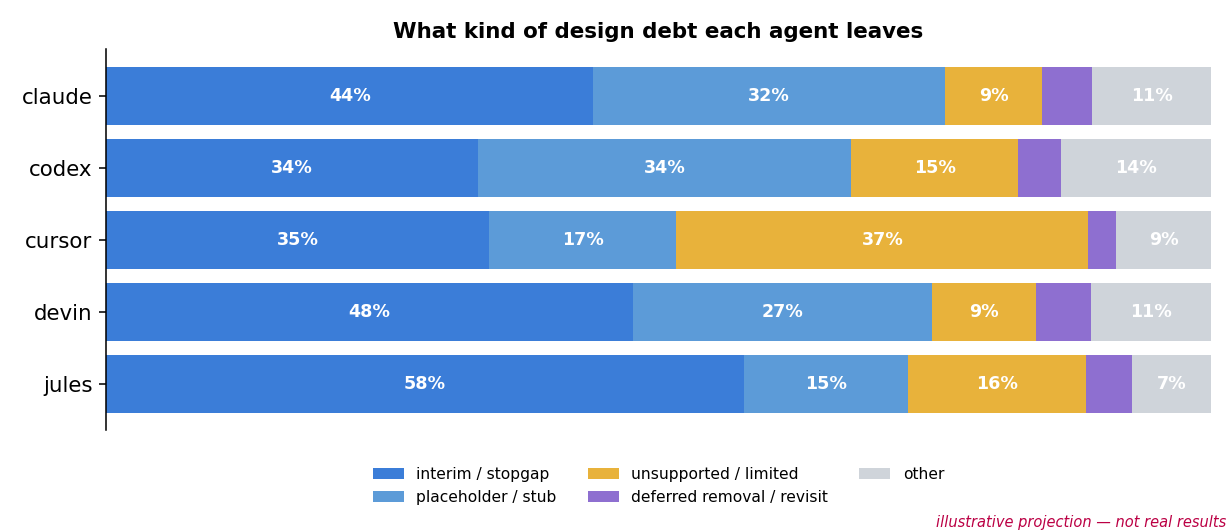 What kind of design debt each agent leaves
claude 44% 32% 9% 11%
codex 34% 34% 15% 14%
cursor 35% 17% 37% 9%
devin 48% 27% 9% 11%
jules 58% 15% 16% 7%
interim / stopgap
placeholder / stub
unsupported / limited
deferred removal / revisit
other
illustrative projection — not real results